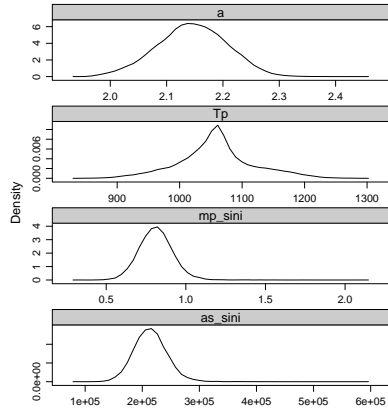 a
0 2 4 6
2.0 2.1 2.2 2.3 2.4
Tp
0.000 0.006
900 1000 1100 1200 1300
Density
mp_sini
0 1 2 3 4
0.5 1.0 1.5 2.0
as_sini
0.0e+00
1e+05 2e+05 3e+05 4e+05 5e+05 6e+05